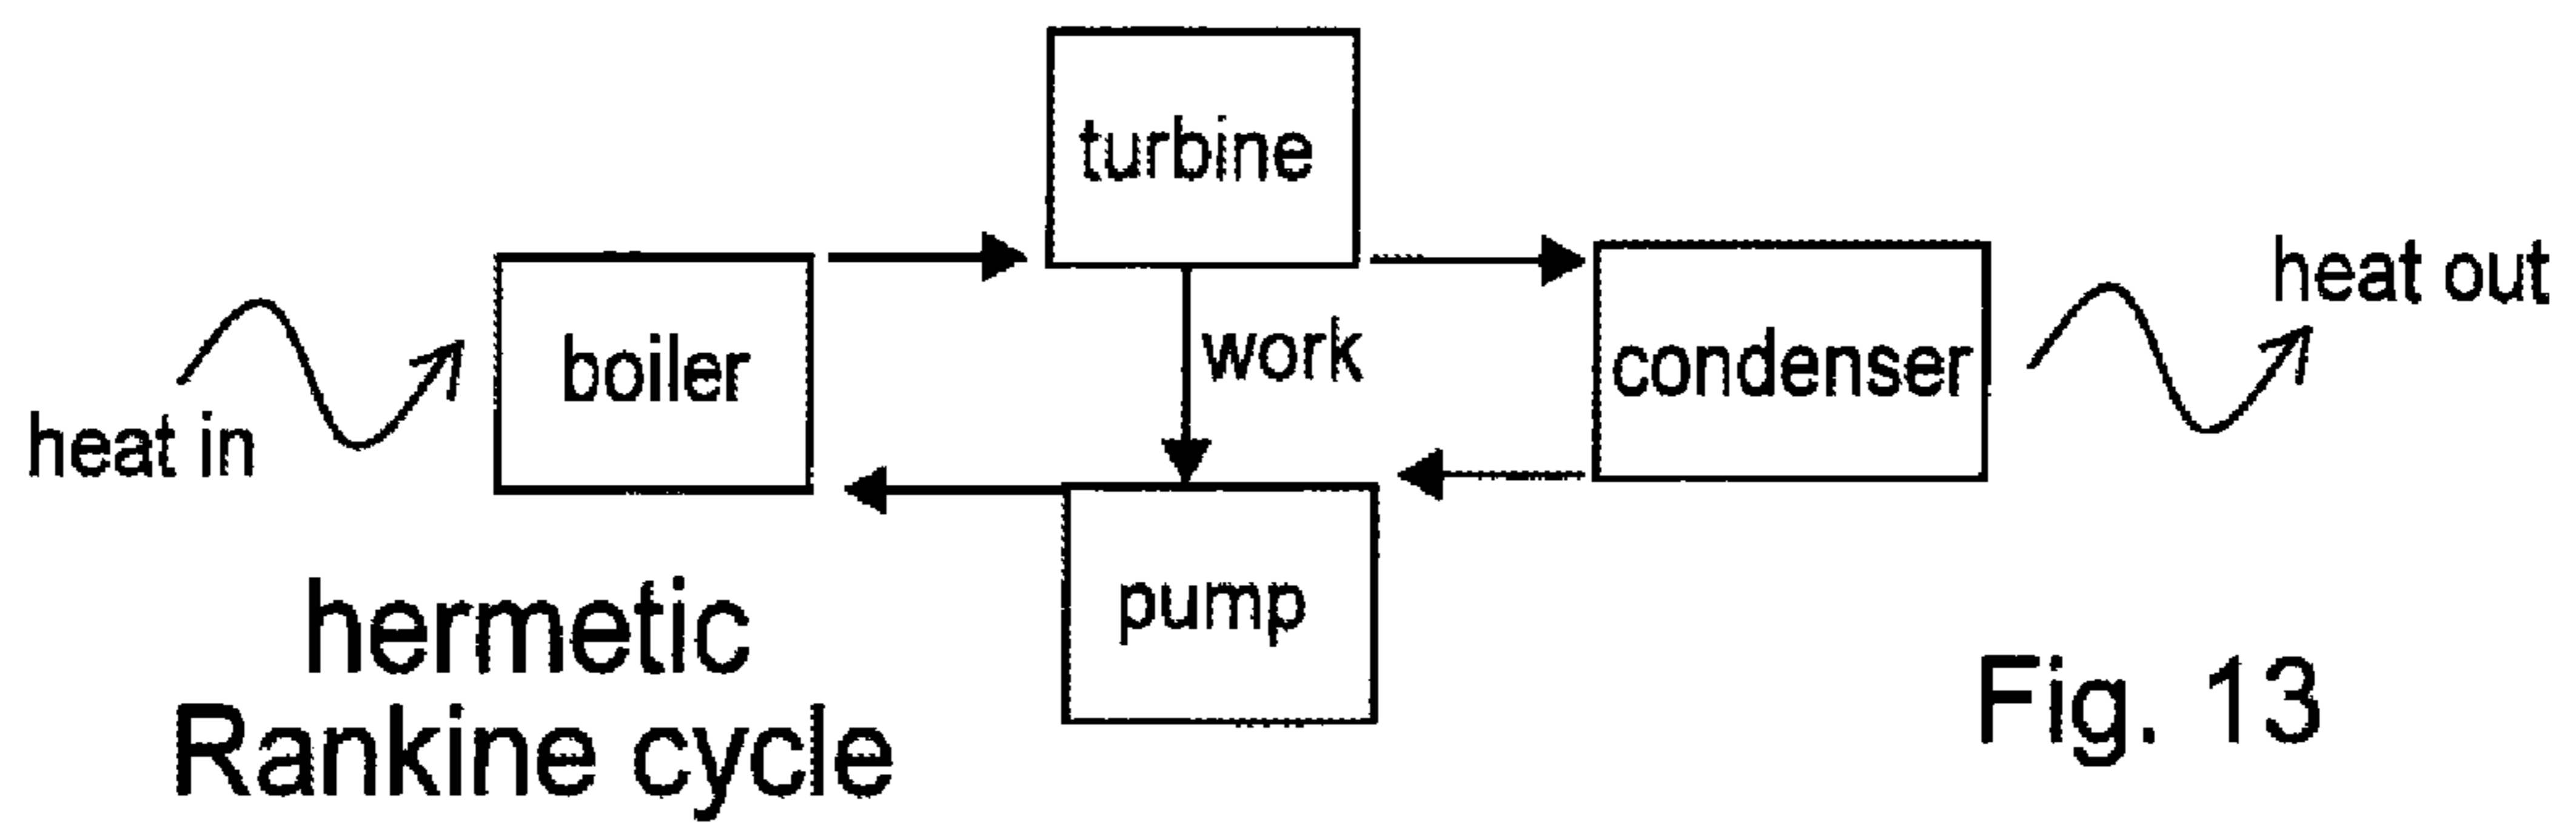 turbine
heat out
work
boiler
condenser
heat in
pump
hermetic
Rankine cycle
Fig. 13